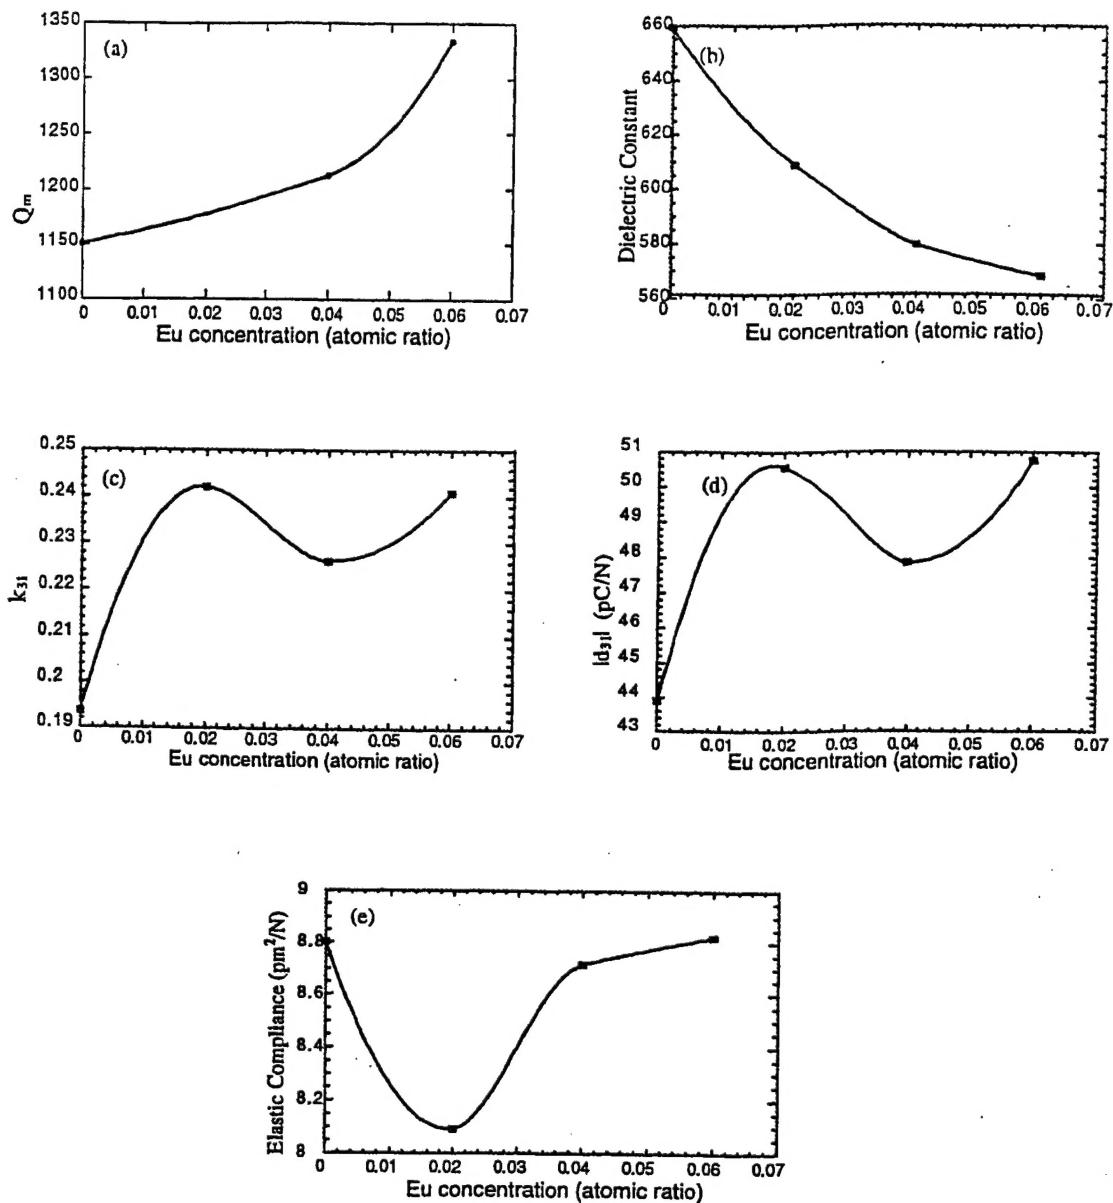 (a)
1350
1300
1250
1200
1150
1100
Q_m
0 0.01 0.02 0.03 0.04 0.05 0.06 0.07
Eu concentration (atomic ratio)
(b)
660
640
620
600
580
560
Dielectric Constant
0 0.01 0.02 0.03 0.04 0.05 0.06 0.07
Eu concentration (atomic ratio)
(c)
0.25
0.24
0.23
0.22
0.21
0.2
0.19
k₃₁
0 0.01 0.02 0.03 0.04 0.05 0.06 0.07
Eu concentration (atomic ratio)
(d)
51
50
49
48
47
46
45
44
43
|d₃₁| (pC/N)
0 0.01 0.02 0.03 0.04 0.05 0.06 0.07
Eu concentration (atomic ratio)
(e)
9
8.8
8.6
8.4
8.2
8
Elastic Compliance (pm²/N)
0 0.01 0.02 0.03 0.04 0.05 0.06 0.07
Eu concentration (atomic ratio)